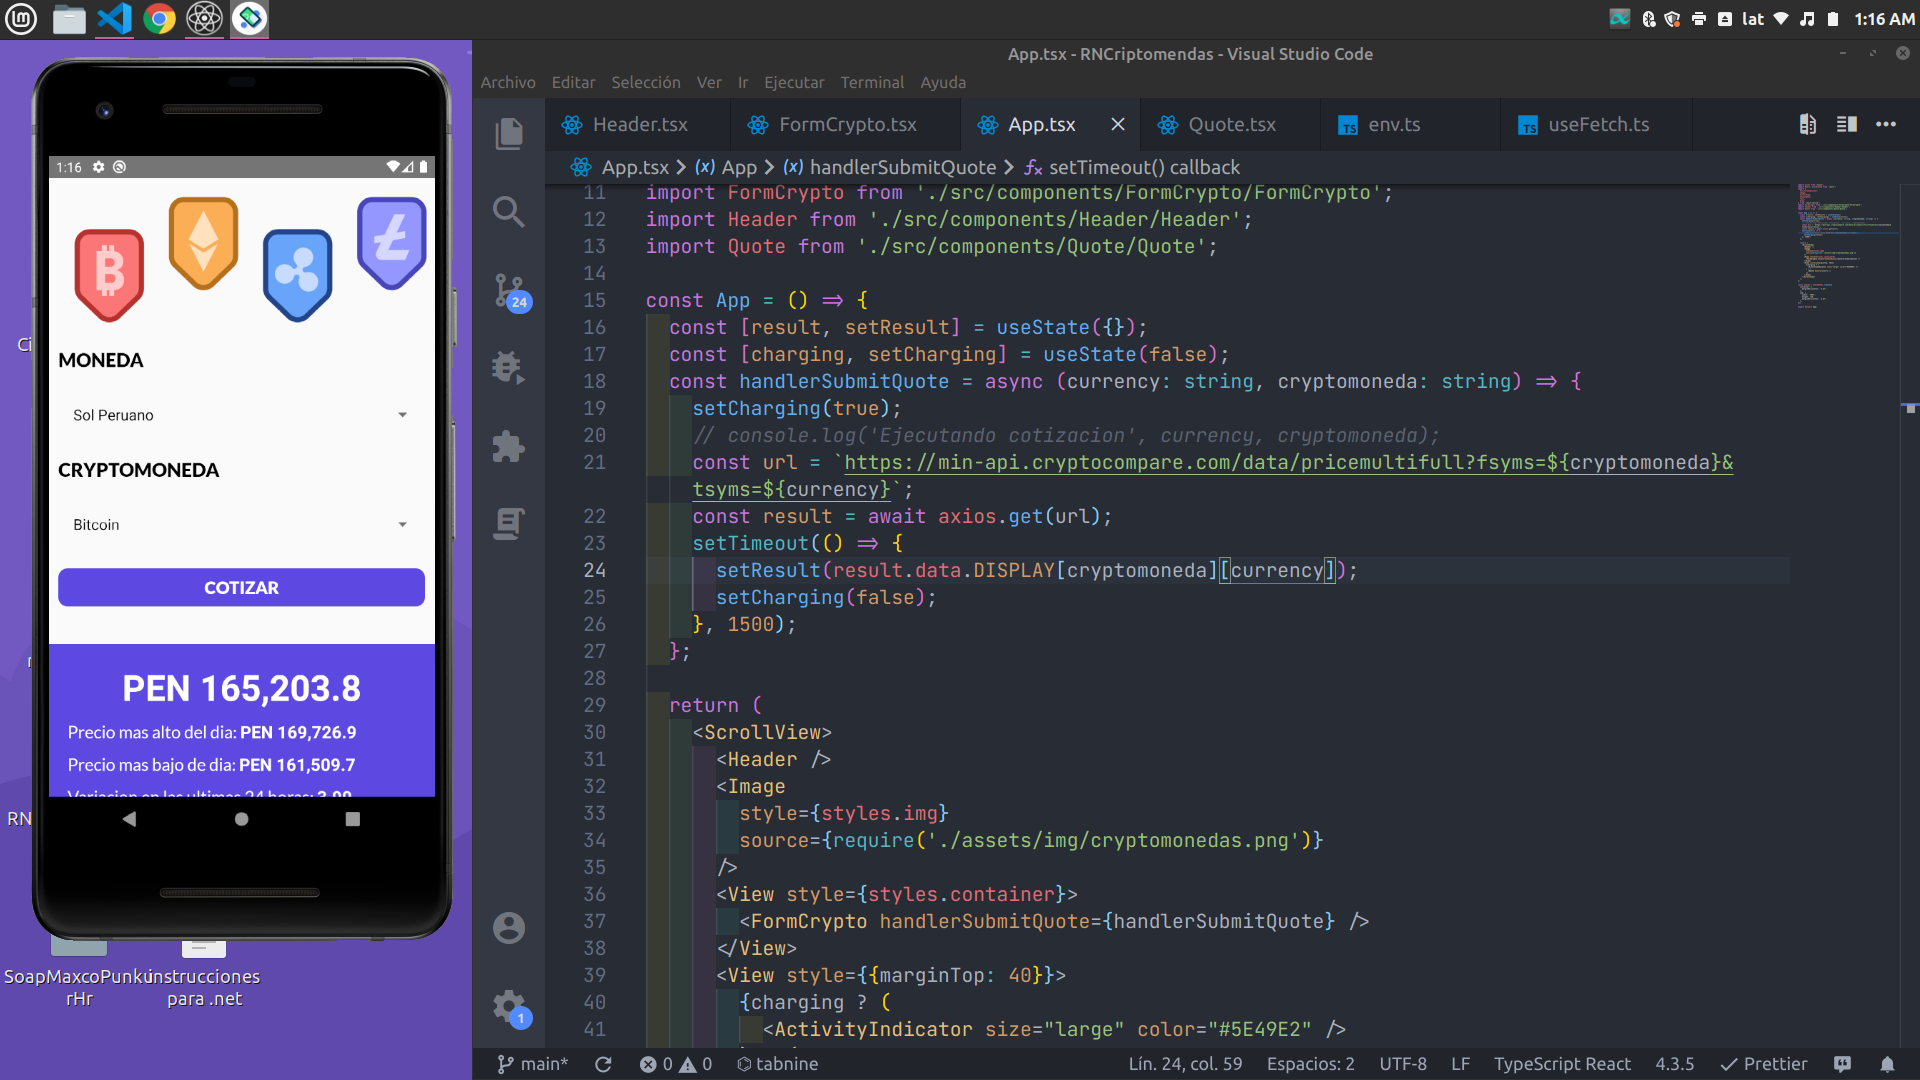 lat
1:16 AM
App.tsx - RNCriptomendas - Visual Studio Code
Archivo Editar Selección Ver Ir Ejecutar Terminal Ayuda
Header.tsx
FormCrypto.tsx
App.tsx
Quote.tsx
TS env.ts
TS useFetch.ts
App.tsx > (x) App > (x) handlerSubmitQuote > fx setTimeout() callback
11 import FormCrypto from './src/components/FormCrypto/FormCrypto';
12 import Header from './src/components/Header/Header';
13 import Quote from './src/components/Quote/Quote';
14
15 const App = () => {
16 const [result, setResult] = useState({});
17 const [charging, setCharging] = useState(false);
18 const handlerSubmitQuote = async (currency: string, cryptomoneda: string) => {
19 setCharging(true);
20 // console.log('Ejecutando cotizacion', currency, cryptomoneda);
21 const url = `https://min-api.cryptocompare.com/data/pricemultifull?fsyms=${cryptomoneda}&
tsyms=${currency}`;
22 const result = await axios.get(url);
23 setTimeout(() => {
24 setResult(result.data.DISPLAY[cryptomoneda][currency]);
25 setCharging(false);
26 }, 1500);
27 };
28
29 return (
30 <ScrollView>
31 <Header />
32 <Image
33 style={styles.img}
34 source={require('./assets/img/cryptomonedas.png')}
35 />
36 <View style={styles.container}>
37 <FormCrypto handlerSubmitQuote={handlerSubmitQuote} />
38 </View>
39 <View style={{marginTop: 40}}>
40 {charging ? (
41 <ActivityIndicator size="large" color="#5E49E2" />
24
1
main* 0 0 tabnine
Lín. 24, col. 59 Espacios: 2 UTF-8 LF TypeScript React 4.3.5 Prettier
1:16
MONEDA
Sol Peruano
CRYPTOMONEDA
Bitcoin
COTIZAR
PEN 165,203.8
Precio mas alto del dia: PEN 169,726.9
Precio mas bajo de dia: PEN 161,509.7
Variacion en las ultimas 24 horas: 3.99
Ci
RN
SoapMaxcoPunku
rHr
instrucciones
para .net